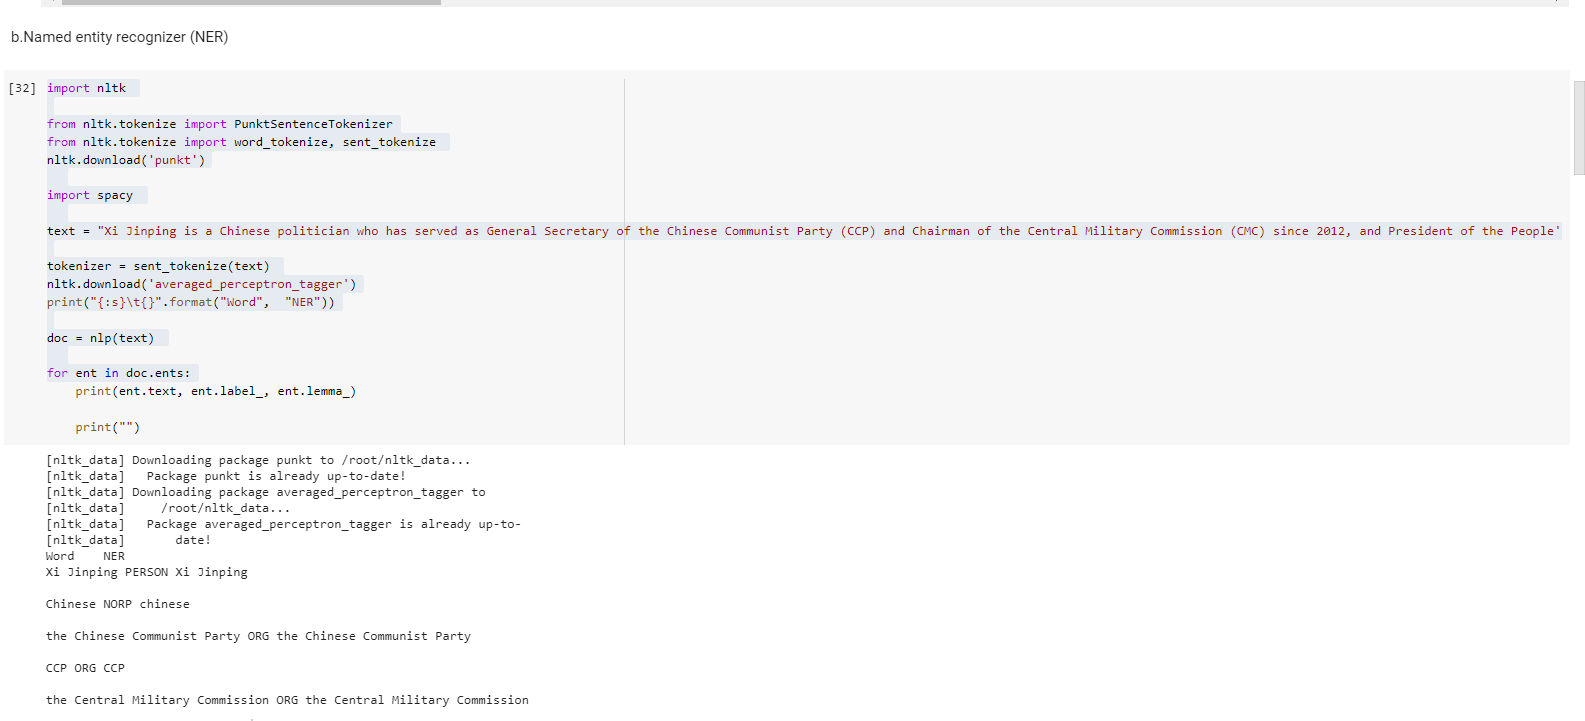 b.Named entity recognizer (NER)
[32] import nltk
from nltk.tokenize import PunktSentenceTokenizer
from nltk.tokenize import word_tokenize, sent_tokenize
nltk.download('punkt')
import spacy
text = "Xi Jinping is a Chinese politician who has served as General Secretary of the Chinese Communist Party (CCP) and Chairman of the Central Military Commission (CMC) since 2012, and President of the People'
tokenizer = sent_tokenize(text)
nltk.download('averaged_perceptron_tagger')
print("{:s}\t{}".format("Word",  "NER"))
doc = nlp(text)
for ent in doc.ents:
    print(ent.text, ent.label_, ent.lemma_)
    print("")
[nltk_data] Downloading package punkt to /root/nltk_data...
[nltk_data]   Package punkt is already up-to-date!
[nltk_data] Downloading package averaged_perceptron_tagger to
[nltk_data]     /root/nltk_data...
[nltk_data]   Package averaged_perceptron_tagger is already up-to-
[nltk_data]       date!
Word    NER
Xi Jinping PERSON Xi Jinping
Chinese NORP chinese
the Chinese Communist Party ORG the Chinese Communist Party
CCP ORG CCP
the Central Military Commission ORG the Central Military Commission